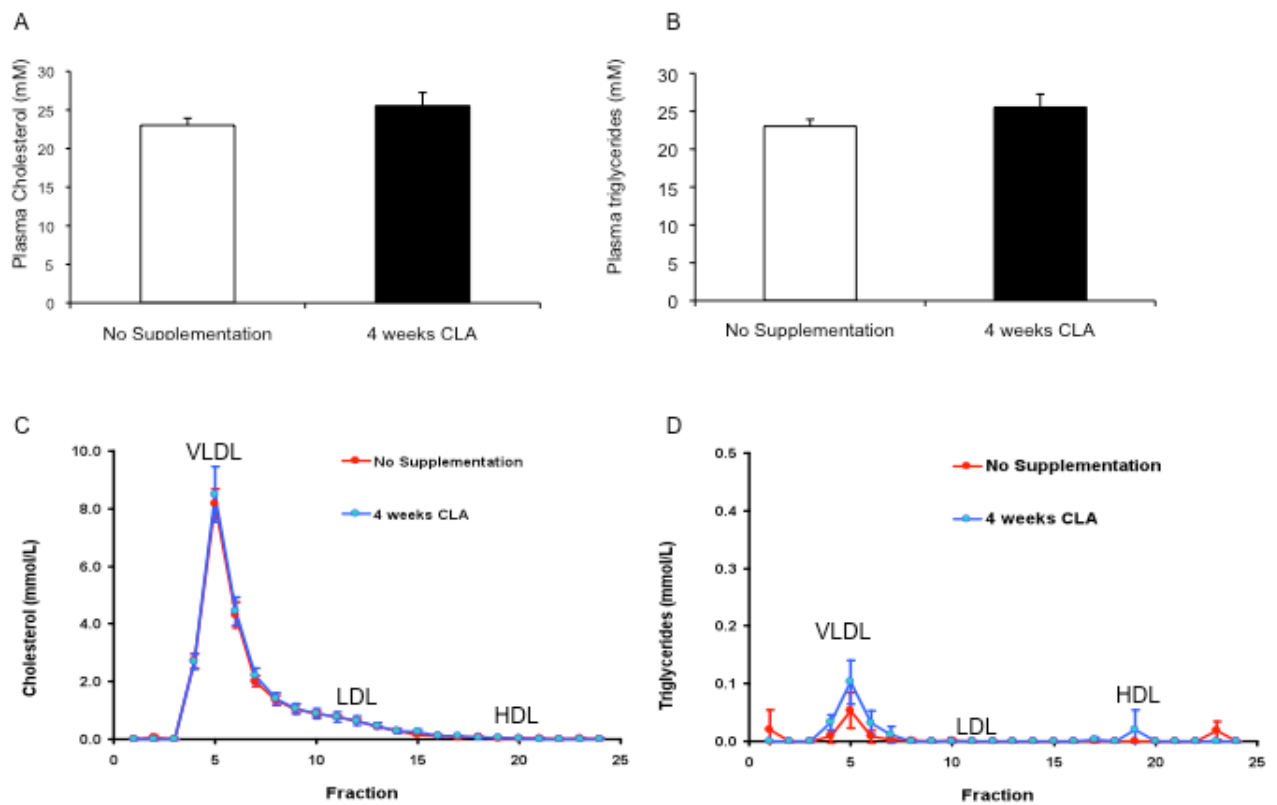 A
Plasma Cholesterol (mM)
30
25
20
15
10
5
0
No Supplementation
4 weeks CLA
B
Plasma triglycerides (mM)
30
25
20
15
10
5
0
No Supplementation
4 weeks CLA
C
Cholesterol (mmol/L)
10.0
8.0
6.0
4.0
2.0
0.0
VLDL
No Supplementation
4 weeks CLA
LDL
HDL
0 5 10 15 20 25
Fraction
D
Triglycerides (mmol/L)
0.5
0.4
0.3
0.2
0.1
0.0
No Supplementation
4 weeks CLA
VLDL
HDL
LDL
0 5 10 15 20 25
Fraction